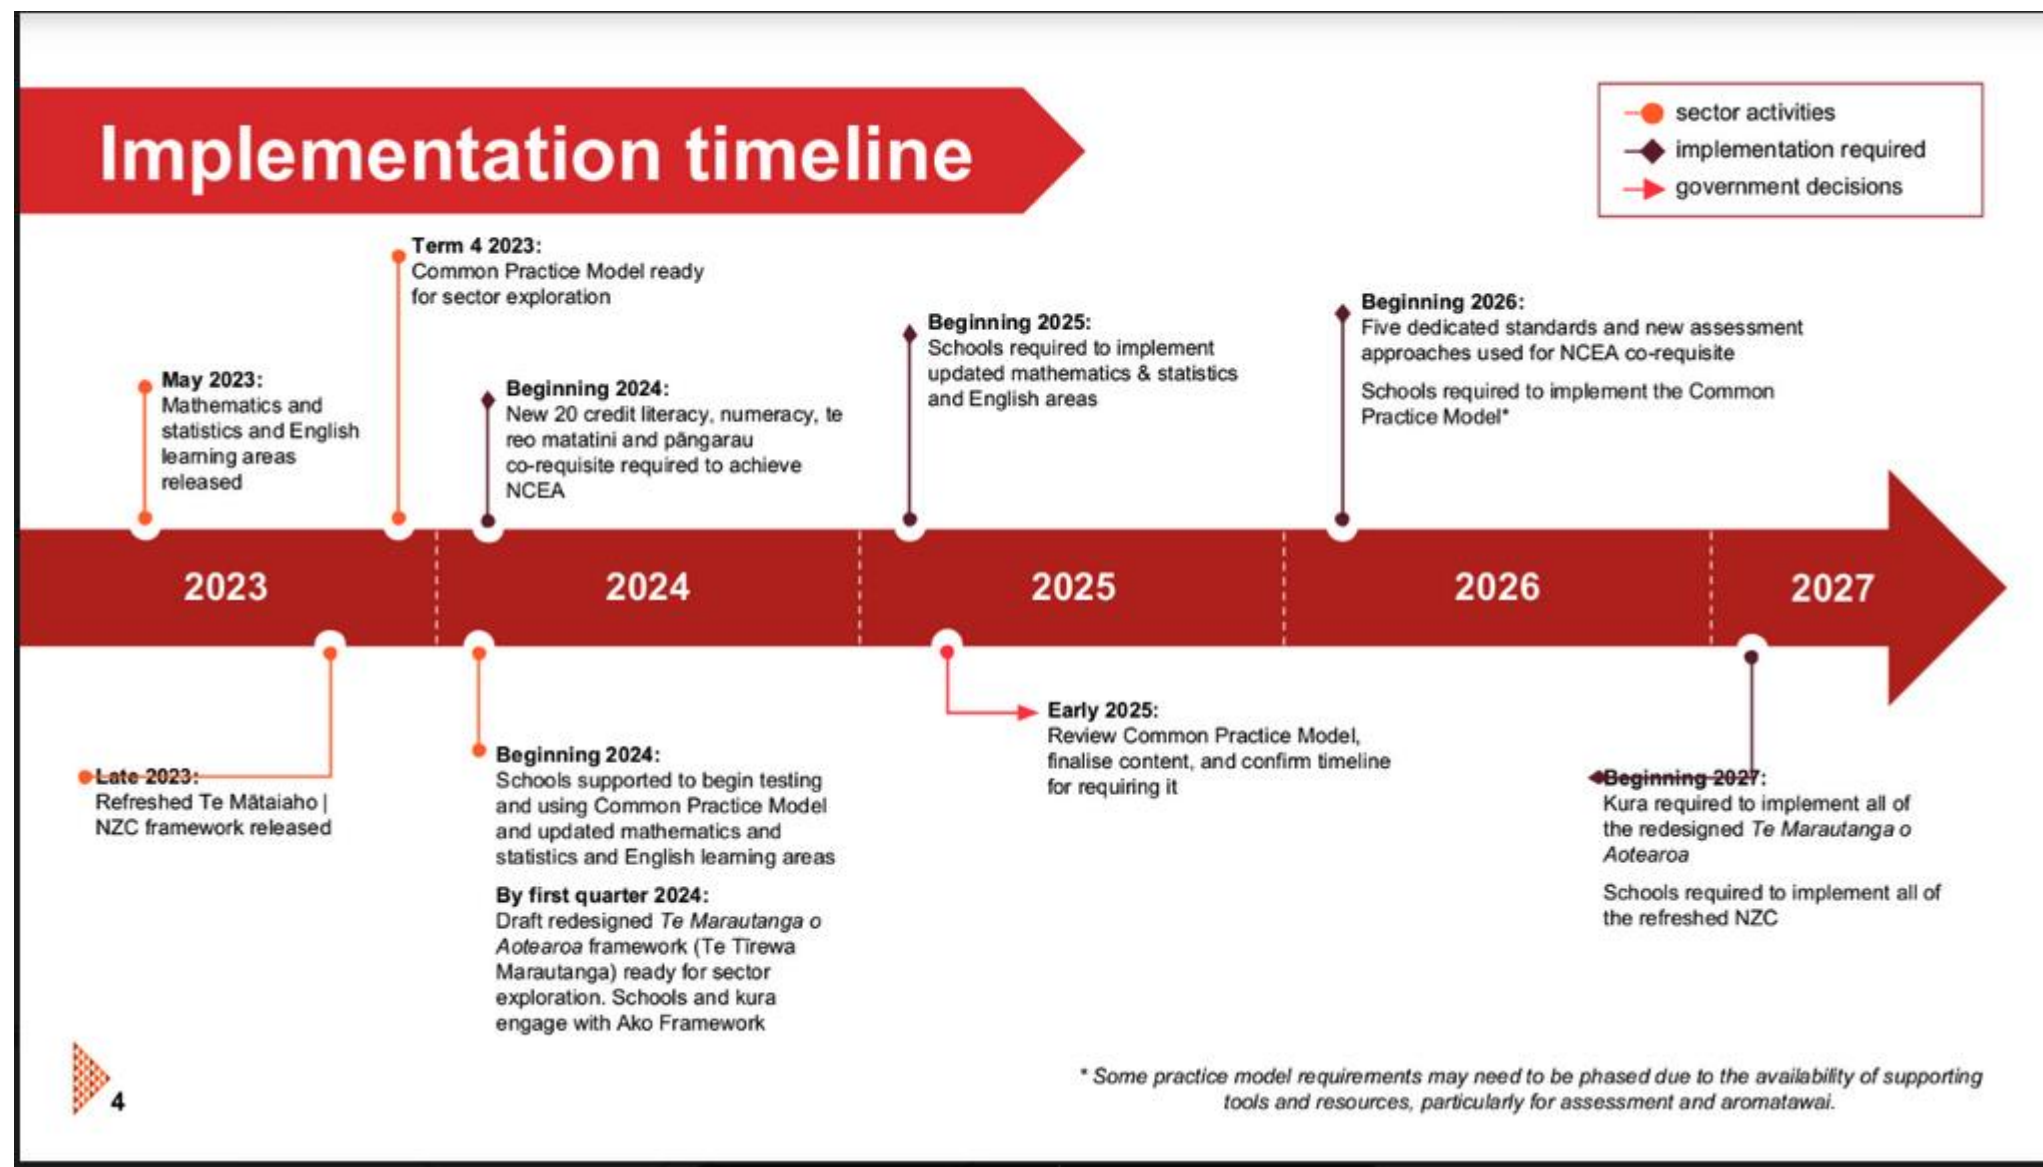 Implementation timeline
sector activities
implementation required
government decisions
Term 4 2023:
Common Practice Model ready
for sector exploration
May 2023:
Mathematics and
statistics and English
learning areas
released
Beginning 2024:
New 20 credit literacy, numeracy, te
reo matatini and pāngarau
co-requisite required to achieve
NCEA
Beginning 2025:
Schools required to implement
updated mathematics & statistics
and English areas
Beginning 2026:
Five dedicated standards and new assessment
approaches used for NCEA co-requisite
Schools required to implement the Common
Practice Model*
2023
2024
2025
2026
2027
Late 2023:
Refreshed Te Mātaiaho |
NZC framework released
Beginning 2024:
Schools supported to begin testing
and using Common Practice Model
and updated mathematics and
statistics and English learning areas
By first quarter 2024:
Draft redesigned Te Marautanga o
Aotearoa framework (Te Tīrewa
Marautanga) ready for sector
exploration. Schools and kura
engage with Ako Framework
Early 2025:
Review Common Practice Model,
finalise content, and confirm timeline
for requiring it
Beginning 2027:
Kura required to implement all of
the redesigned Te Marautanga o
Aotearoa
Schools required to implement all of
the refreshed NZC
* Some practice model requirements may need to be phased due to the availability of supporting
tools and resources, particularly for assessment and aromatawai.
4